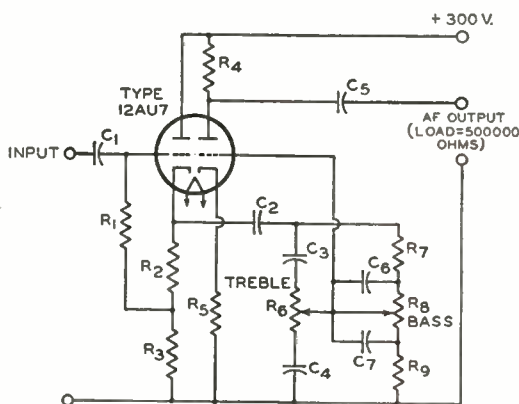 + 300 V.
R4
TYPE
12AU7
C5
AF OUTPUT
(LOAD=500000
OHMS)
C1
INPUT
C2
R1
R2
C3
R7
C6
TREBLE
R5
R6
R8
BASS
R3
C4
C7
R9